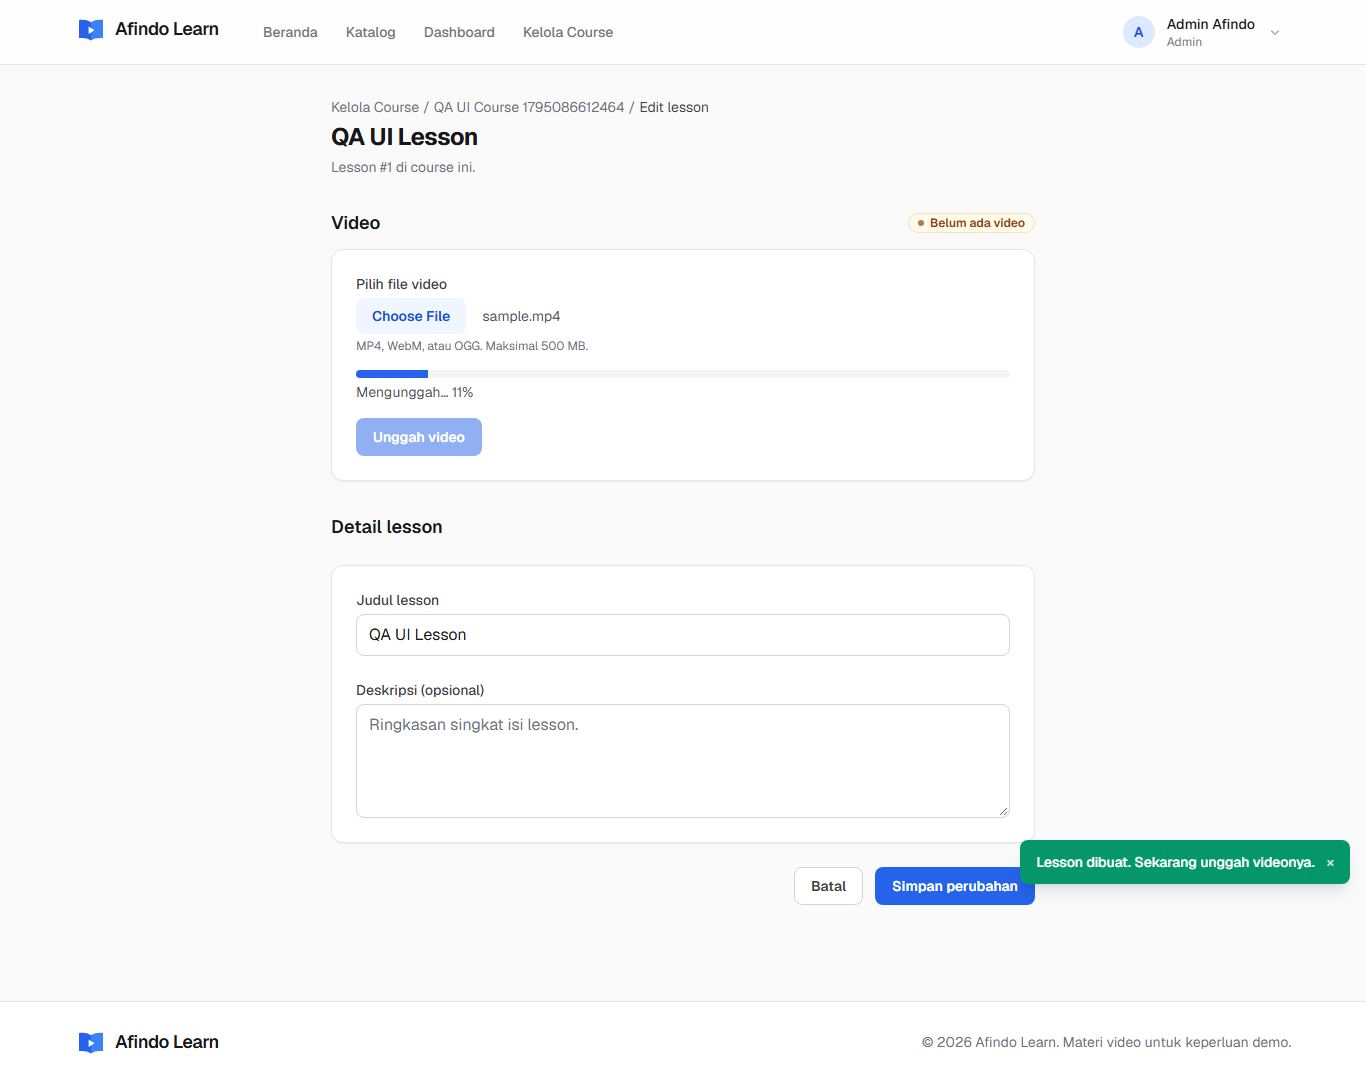 Afindo Learn
Beranda
Katalog
Dashboard
Kelola Course
A
Admin Afindo
Admin
Kelola Course / QA UI Course 1795086612464 / Edit lesson
QA UI Lesson
Lesson #1 di course ini.
Video
Belum ada video
Pilih file video
Choose File sample.mp4
MP4, WebM, atau OGG. Maksimal 500 MB.
Mengunggah… 11%
Unggah video
Detail lesson
Judul lesson
QA UI Lesson
Deskripsi (opsional)
Ringkasan singkat isi lesson.
Lesson dibuat. Sekarang unggah videonya. ×
Batal
Simpan perubahan
Afindo Learn
© 2026 Afindo Learn. Materi video untuk keperluan demo.